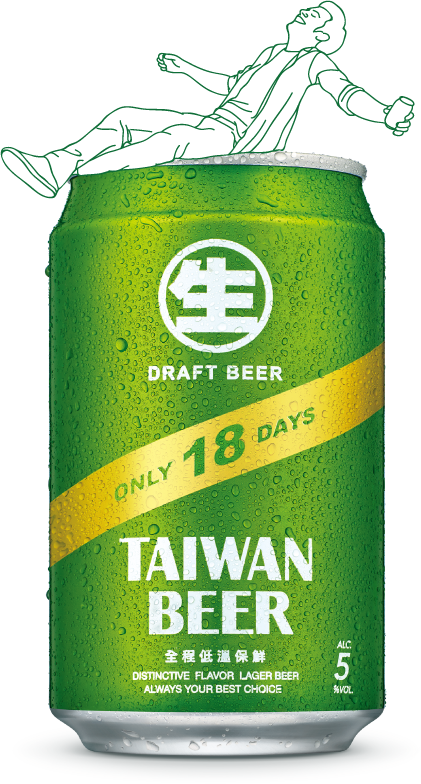 生
DRAFT BEER
ONLY 18 DAYS
TAIWAN
BEER
全程低溫保鮮
DISTINCTIVE FLAVOR LAGER BEER
ALWAYS YOUR BEST CHOICE
ALC.
5
%VOL.